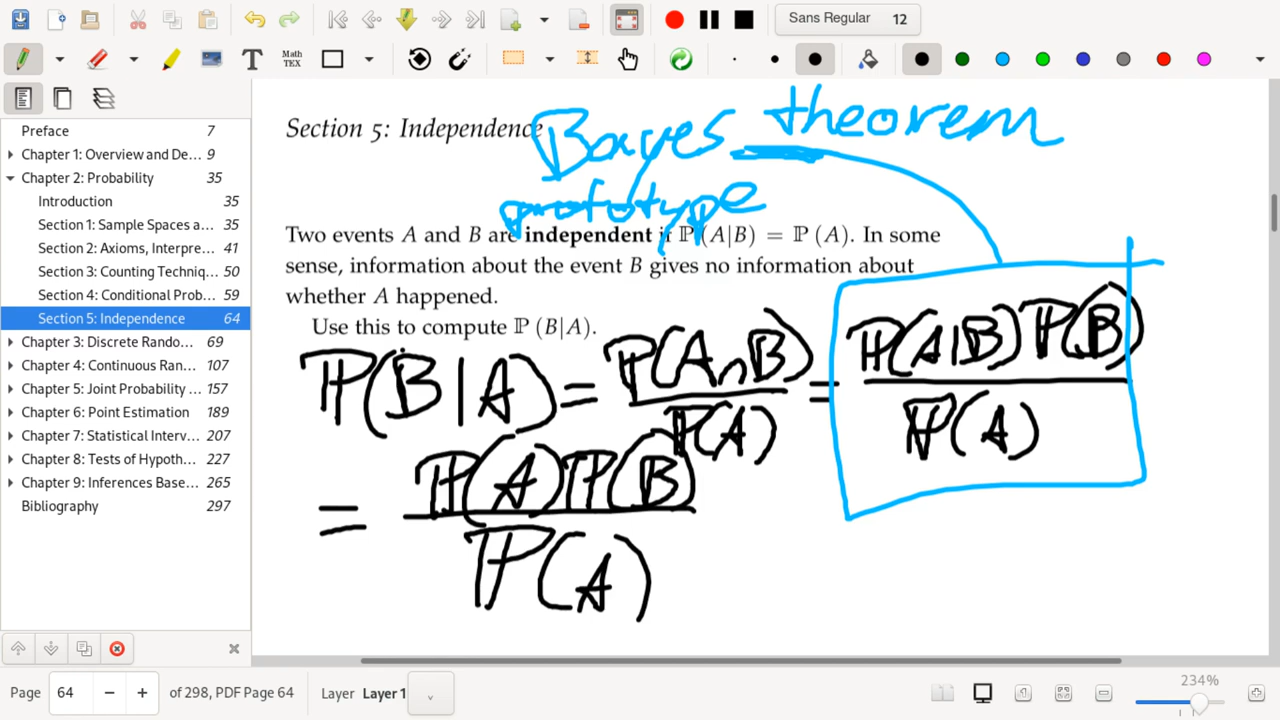 Sans Regular 12
T Math TEX
Preface 7
Chapter 1: Overview and De... 9
Chapter 2: Probability 35
Introduction 35
Section 1: Sample Spaces a... 35
Section 2: Axioms, Interpre... 41
Section 3: Counting Techniq... 50
Section 4: Conditional Prob... 59
Section 5: Independence 64
Chapter 3: Discrete Rando... 69
Chapter 4: Continuous Ran... 107
Chapter 5: Joint Probability ... 157
Chapter 6: Point Estimation 189
Chapter 7: Statistical Interv... 207
Chapter 8: Tests of Hypoth... 227
Chapter 9: Inferences Base... 265
Bibliography 297
Section 5: Independence
Bayes theorem
prototype
Two events A and B are independent if ℙ(A|B) = ℙ (A). In some
sense, information about the event B gives no information about
whether A happened.
Use this to compute ℙ (B|A).
ℙ(B|A) = ℙ(A∩B) / ℙ(A) = ℙ(A|B) ℙ(B) / ℙ(A)
= ℙ(A)ℙ(B) / ℙ(A)
Page 64 of 298, PDF Page 64 Layer Layer 1 234%